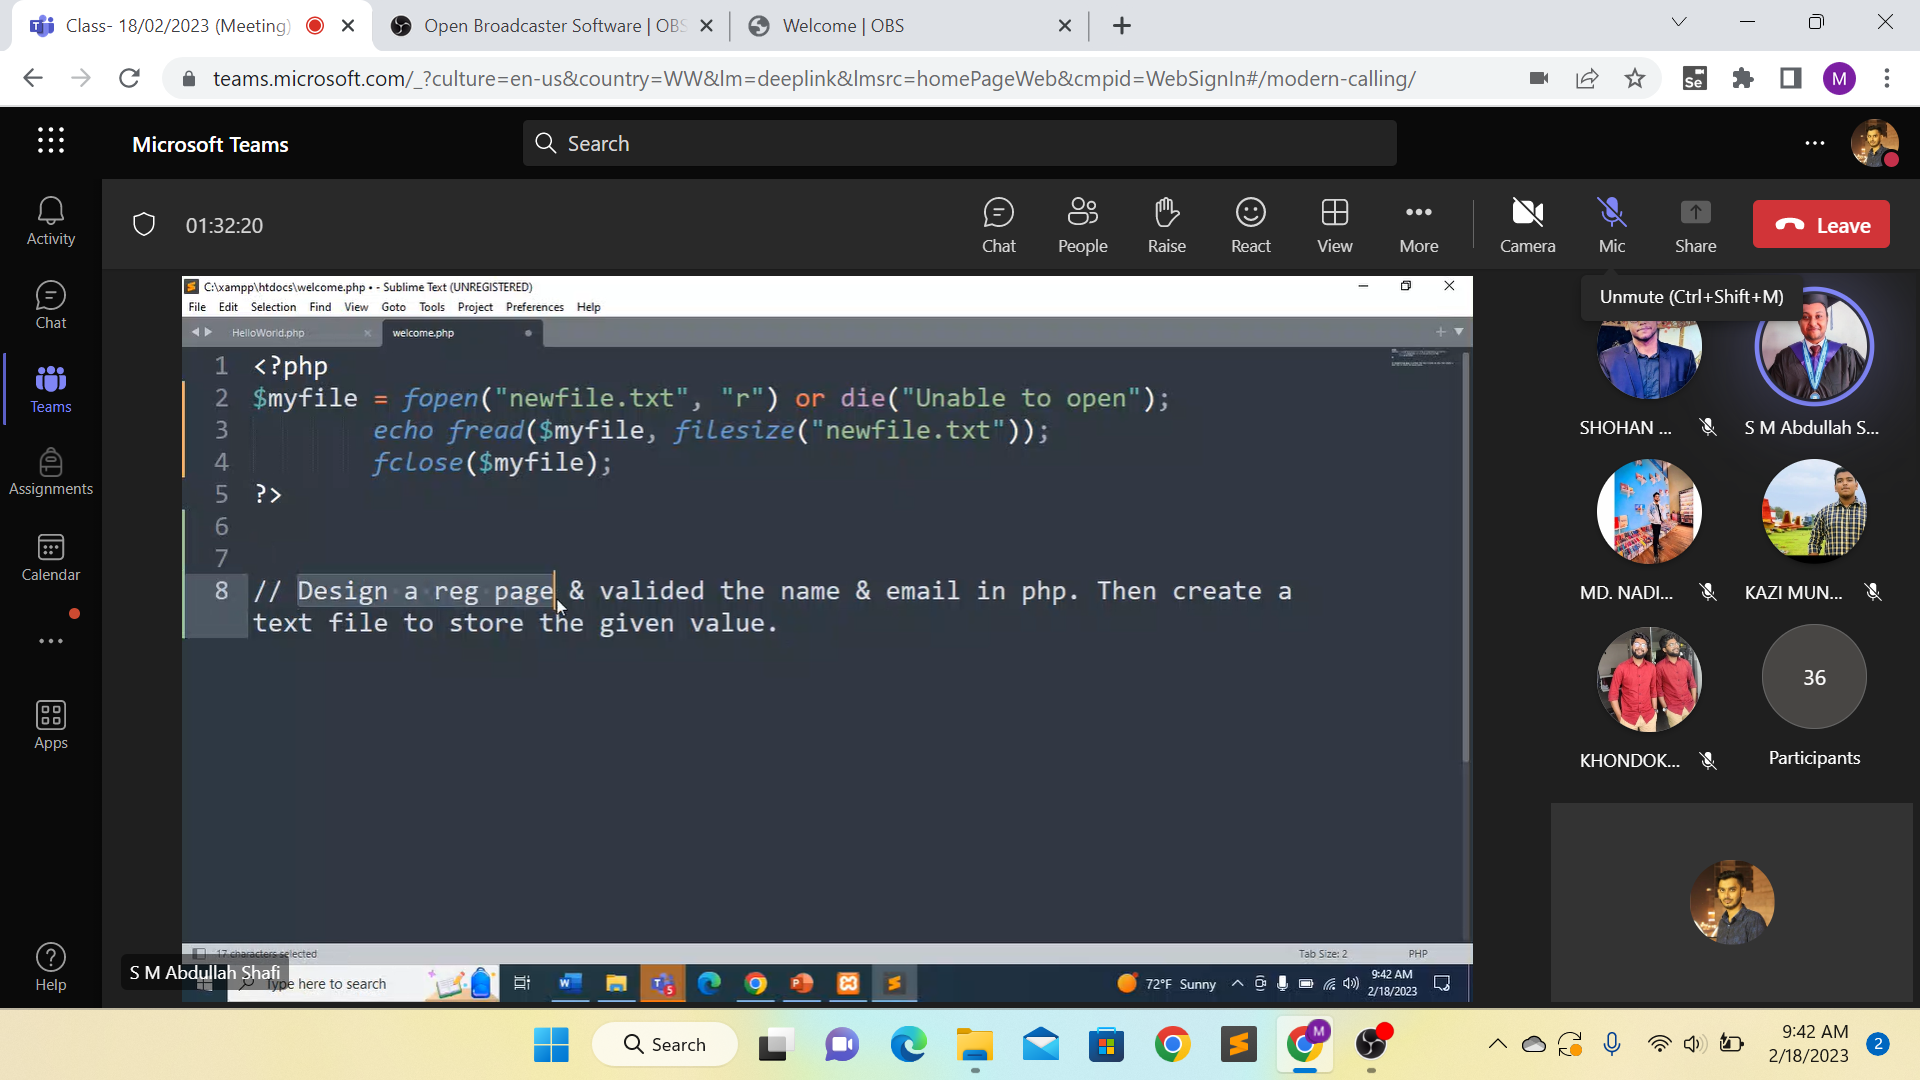 Class- 18/02/2023 (Meeting)
Open Broadcaster Software | OBS
Welcome | OBS
teams.microsoft.com/_?culture=en-us&country=WW&lm=deeplink&lmsrc=homePageWeb&cmpid=WebSignIn#/modern-calling/
Se
M
Microsoft Teams
Search
01:32:20
Chat
People
Raise
React
View
More
Camera
Mic
Share
Leave
Unmute (Ctrl+Shift+M)
Activity
Chat
Teams
Assignments
Calendar
Apps
Help
C:\xampp\htdocs\welcome.php • - Sublime Text (UNREGISTERED)
File Edit Selection Find View Goto Tools Project Preferences Help
HelloWorld.php
welcome.php
1 <?php
2 $myfile = fopen("newfile.txt", "r") or die("Unable to open");
3 echo fread($myfile, filesize("newfile.txt"));
4 fclose($myfile);
5 ?>
6
7
8 // Design a reg page & valided the name & email in php. Then create a
text file to store the given value.
17 characters selected
Tab Size: 2
PHP
S M Abdullah Shafi
Type here to search
72°F Sunny
9:42 AM
2/18/2023
SHOHAN ...
S M Abdullah S...
MD. NADI...
KAZI MUN...
KHONDOK...
36
Participants
Search
M
9:42 AM
2/18/2023
2